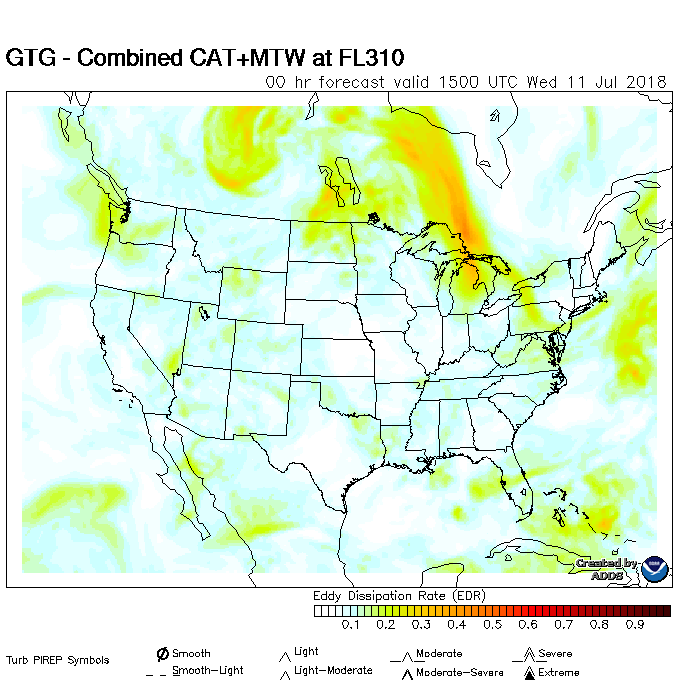 GTG - Combined CAT+MTW at FL310
00 hr forecast valid 1500 UTC Wed 11 Jul 2018
Created by
ADDS
Eddy Dissipation Rate (EDR)
0.1 0.2 0.3 0.4 0.5 0.6 0.7 0.8 0.9
Turb PIREP Symbols
Smooth Light Moderate Severe
Smooth-Light Light-Moderate Moderate-Severe Extreme